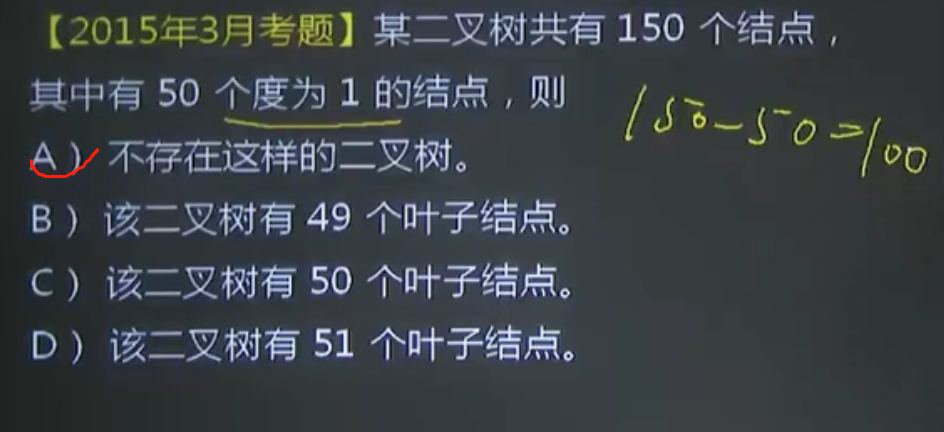 【2015年3月考题】某二叉树共有 150 个结点，
其中有 50 个度为 1 的结点，则
150-50=100
A） 不存在这样的二叉树。
B） 该二叉树有 49 个叶子结点。
C） 该二叉树有 50 个叶子结点。
D） 该二叉树有 51 个叶子结点。